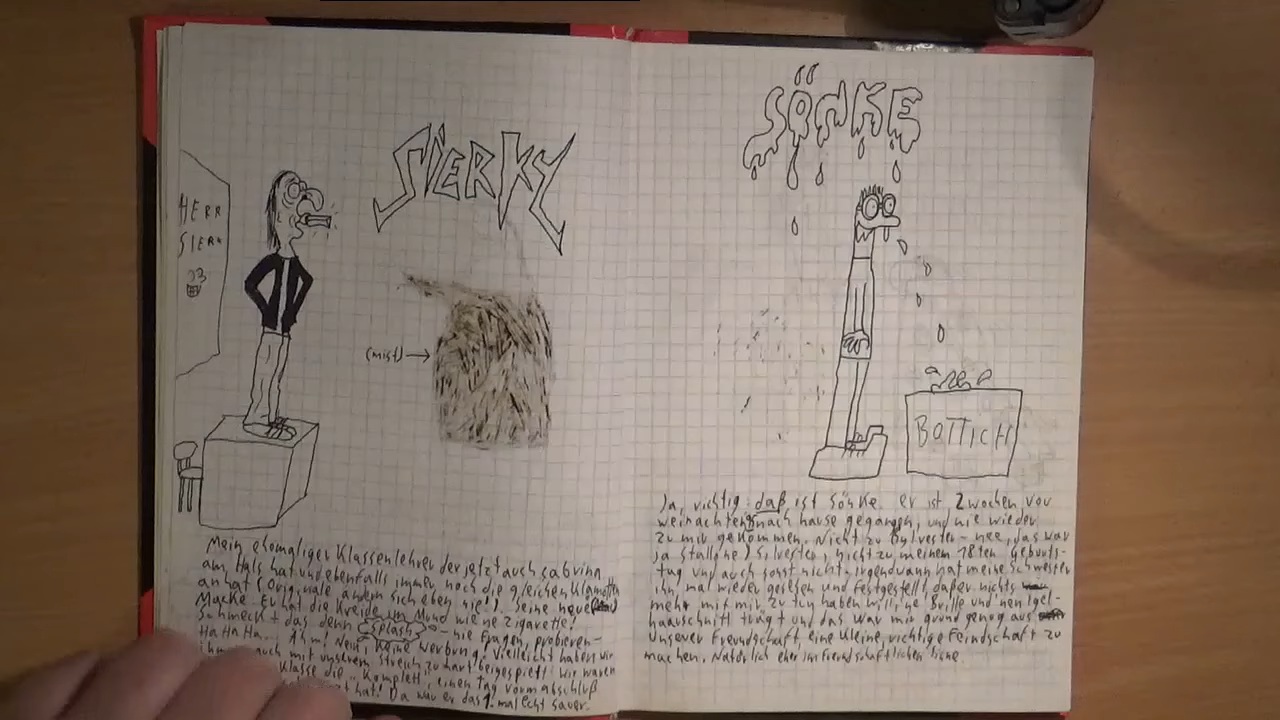 SIERKY
HERR
SIERK
(mist)
Mein ehemaliger Klassenlehrer der jetzt auch Sabrina
am Hals hat und ebenfalls immer noch die gleichen Klamotten
anhat (Originale ändern sich eben nie!). Seine neue
Macke: Er hat die Kreide im Mund wie ne Zigarette!
Schmeckt das denn Splash - nie fragen, probieren-
HaHaHa... Ähm! Nein, Keine Werbung. Vielleicht haben wir
auch mit unserem Streich zu hart beigespielt: wir waren
Klasse die "Komplett" einen Tag vorm abschluß
hat! Da war er das 1. mal echt sauer.
SÖNKE
BOTTICH
Ja, richtig: daß ist Sönke. er ist 2 wochen vor
weinachten nach hause gegangen, und nie wieder
zu mir gekommen. Nicht zu Sylvester - nee, das war
ja Stallone) Silvester, nicht zu meinem 18ten Geburts-
tag und auch sonst nicht. Irgendwann hat meine Schwester
ihn mal wieder gesehen und festgestellt, daß er nichts
mehr mit mir zu tun haben will, ne Brille und nen Igel-
haarschnitt trägt und das war mir grund genug aus
unserer Freundschaft, eine kleine, richtige Feindschaft zu
machen. Natürlich eher im freundschaftlichen Sinne.